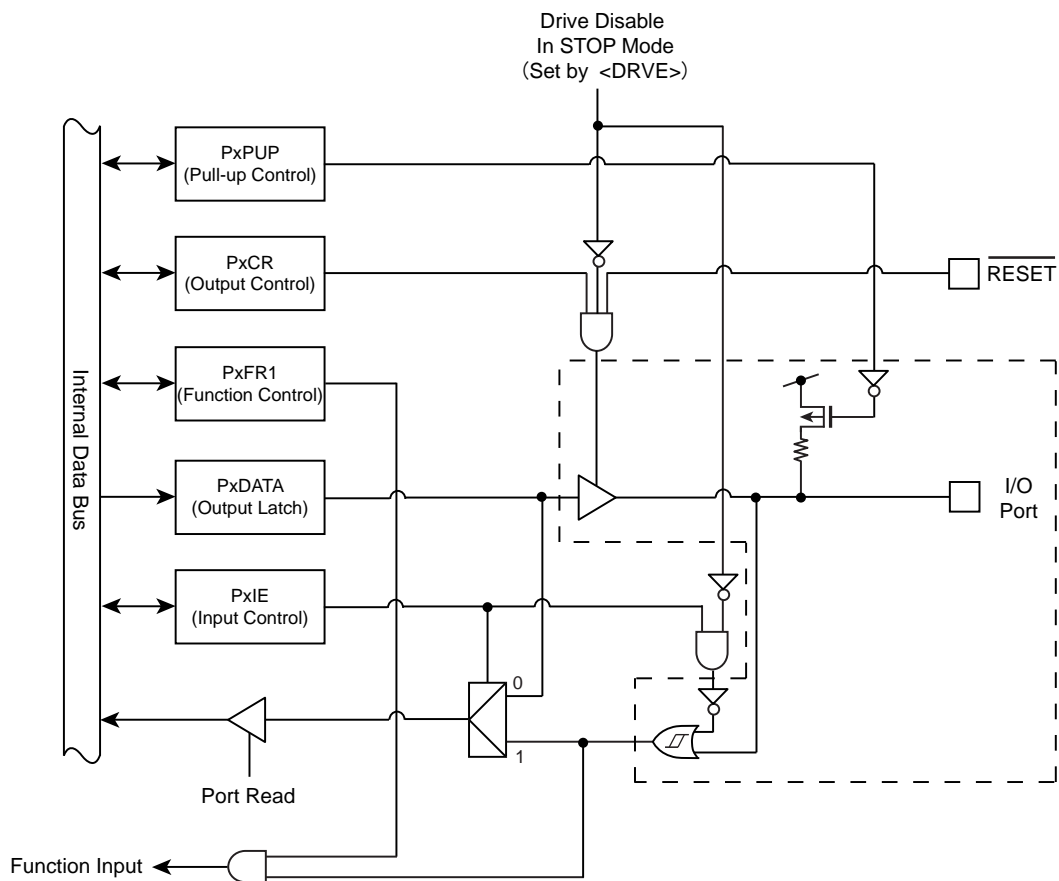 Drive Disable
In STOP Mode
(Set by <DRVE>)
PxPUP
(Pull-up Control)
PxCR
(Output Control)
RESET
PxFR1
(Function Control)
Internal Data Bus
PxDATA
(Output Latch)
I/O
Port
PxIE
(Input Control)
0
1
Port Read
Function Input